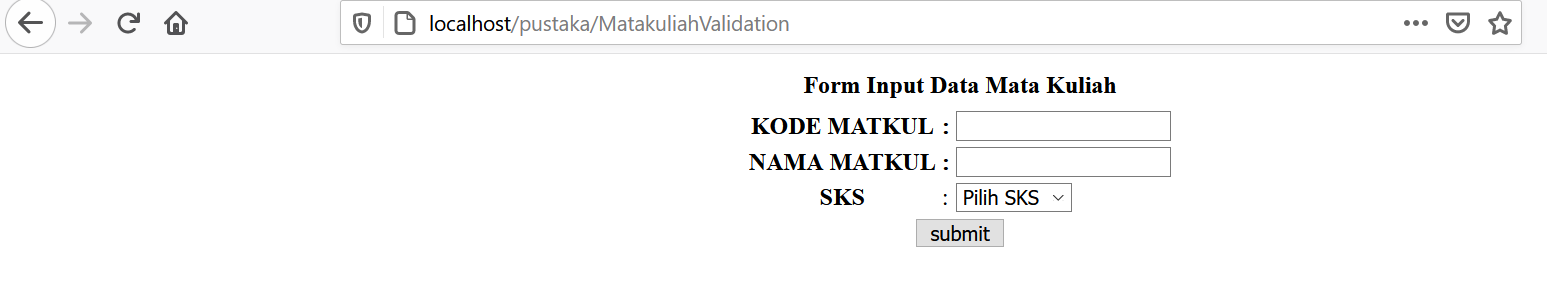 localhost/pustaka/MatakuliahValidation
Form Input Data Mata Kuliah
KODE MATKUL :
NAMA MATKUL :
SKS : Pilih SKS
submit